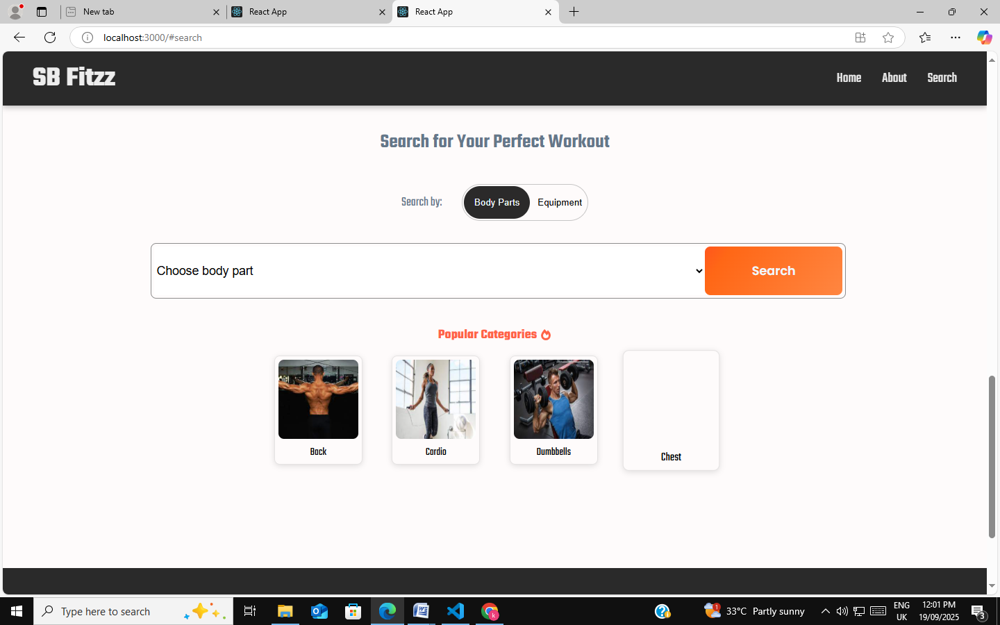 New tab
React App
React App
localhost:3000/#search
SB Fitzz
Home
About
Search
Search for Your Perfect Workout
Search by:
Body Parts
Equipment
Choose body part
Search
Popular Categories
Back
Cardio
Dumbbells
Chest
Type here to search
33°C Partly sunny
ENG
UK
12:01 PM
19/09/2025
1
3